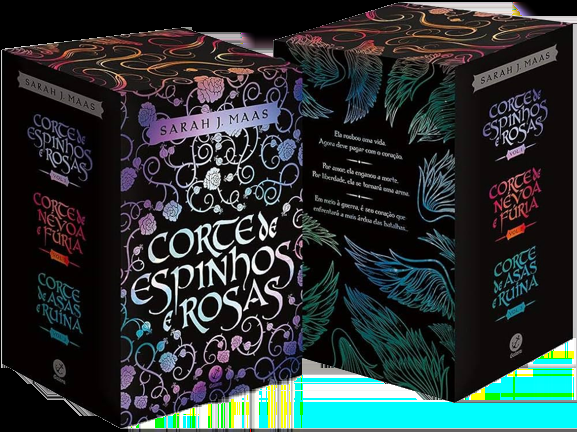 SARAH J. MAAS
CORTE DE
ESPINHOS
E ROSAS
CORTE DE
NÉVOA
E FÚRIA
CORTE
DE ASAS
E RUÍNA
SARAH J. MAAS
CORTE DE
ESPINHOS
E ROSAS
Ela roubou uma vida.
Agora deve pagar com o coração.
Por amor, ela enganou a morte.
Por liberdade, ela se tornará uma arma.
Em meio à guerra, é seu coração que
enfrentará a mais árdua das batalhas.
SARAH J. MAAS
CORTE DE
ESPINHOS
E ROSAS
CORTE DE
NÉVOA
E FÚRIA
CORTE
DE ASAS
E RUÍNA